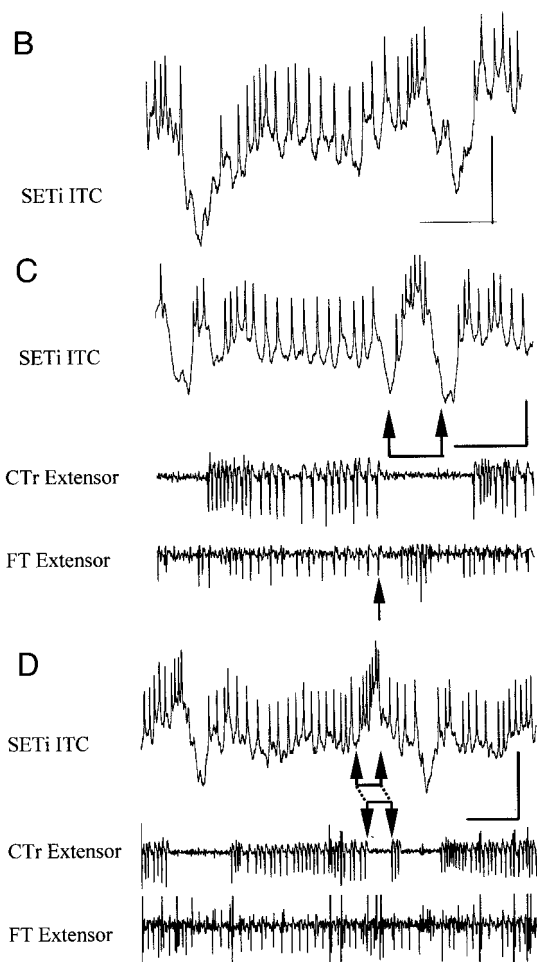 B
SETi ITC
C
SETi ITC
CTr Extensor
FT Extensor
D
SETi ITC
CTr Extensor
FT Extensor